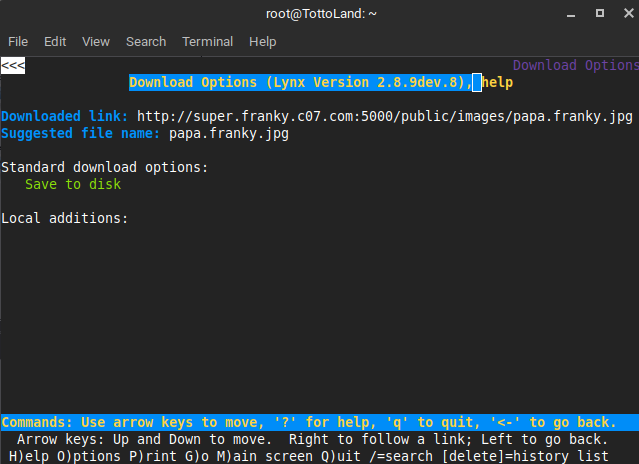 root@TottoLand: ~
File Edit View Search Terminal Help
<<< Download Options
Download Options (Lynx Version 2.8.9dev.8), help
Downloaded link: http://super.franky.c07.com:5000/public/images/papa.franky.jpg
Suggested file name: papa.franky.jpg
Standard download options:
Save to disk
Local additions:
Commands: Use arrow keys to move, '?' for help, 'q' to quit, '<-' to go back.
Arrow keys: Up and Down to move. Right to follow a link; Left to go back.
H)elp O)ptions P)rint G)o M)ain screen Q)uit /=search [delete]=history list